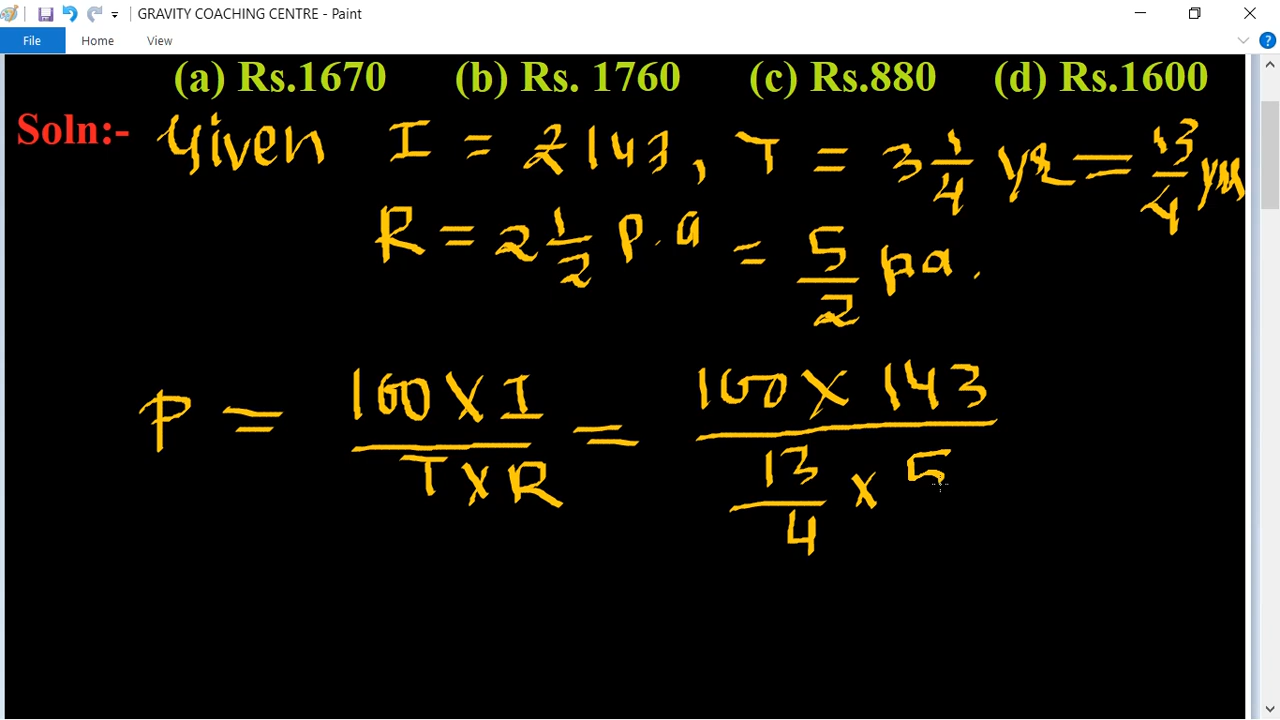 GRAVITY COACHING CENTRE - Paint
File Home View
(a) Rs.1670 (b) Rs. 1760 (c) Rs.880 (d) Rs.1600
Soln:- Given I = ₹ 143, T = 3 1/4 yr = 13/4 yrs
R = 2 1/2 p.a = 5/2 pa.
P = 100 X I / T X R = 100 X 143 / 13/4 x 5